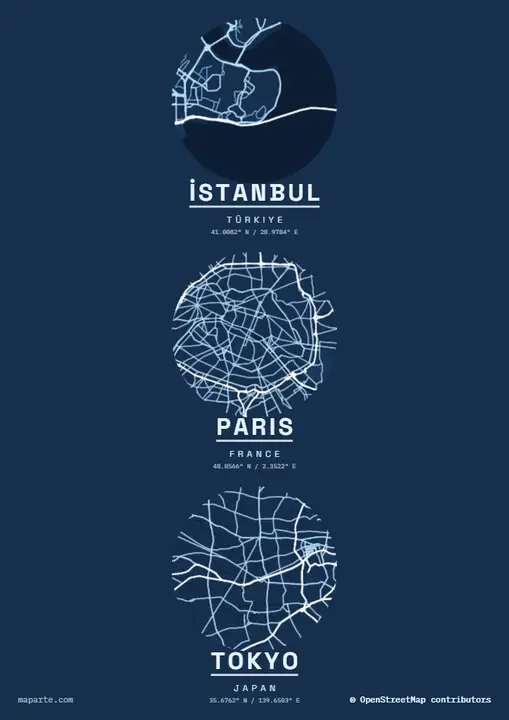 İSTANBUL
TÜRKIYE
41.0082° N / 28.9784° E
PARIS
FRANCE
48.8566° N / 2.3522° E
TOKYO
JAPAN
35.6762° N / 139.6503° E
maparte.com
© OpenStreetMap contributors